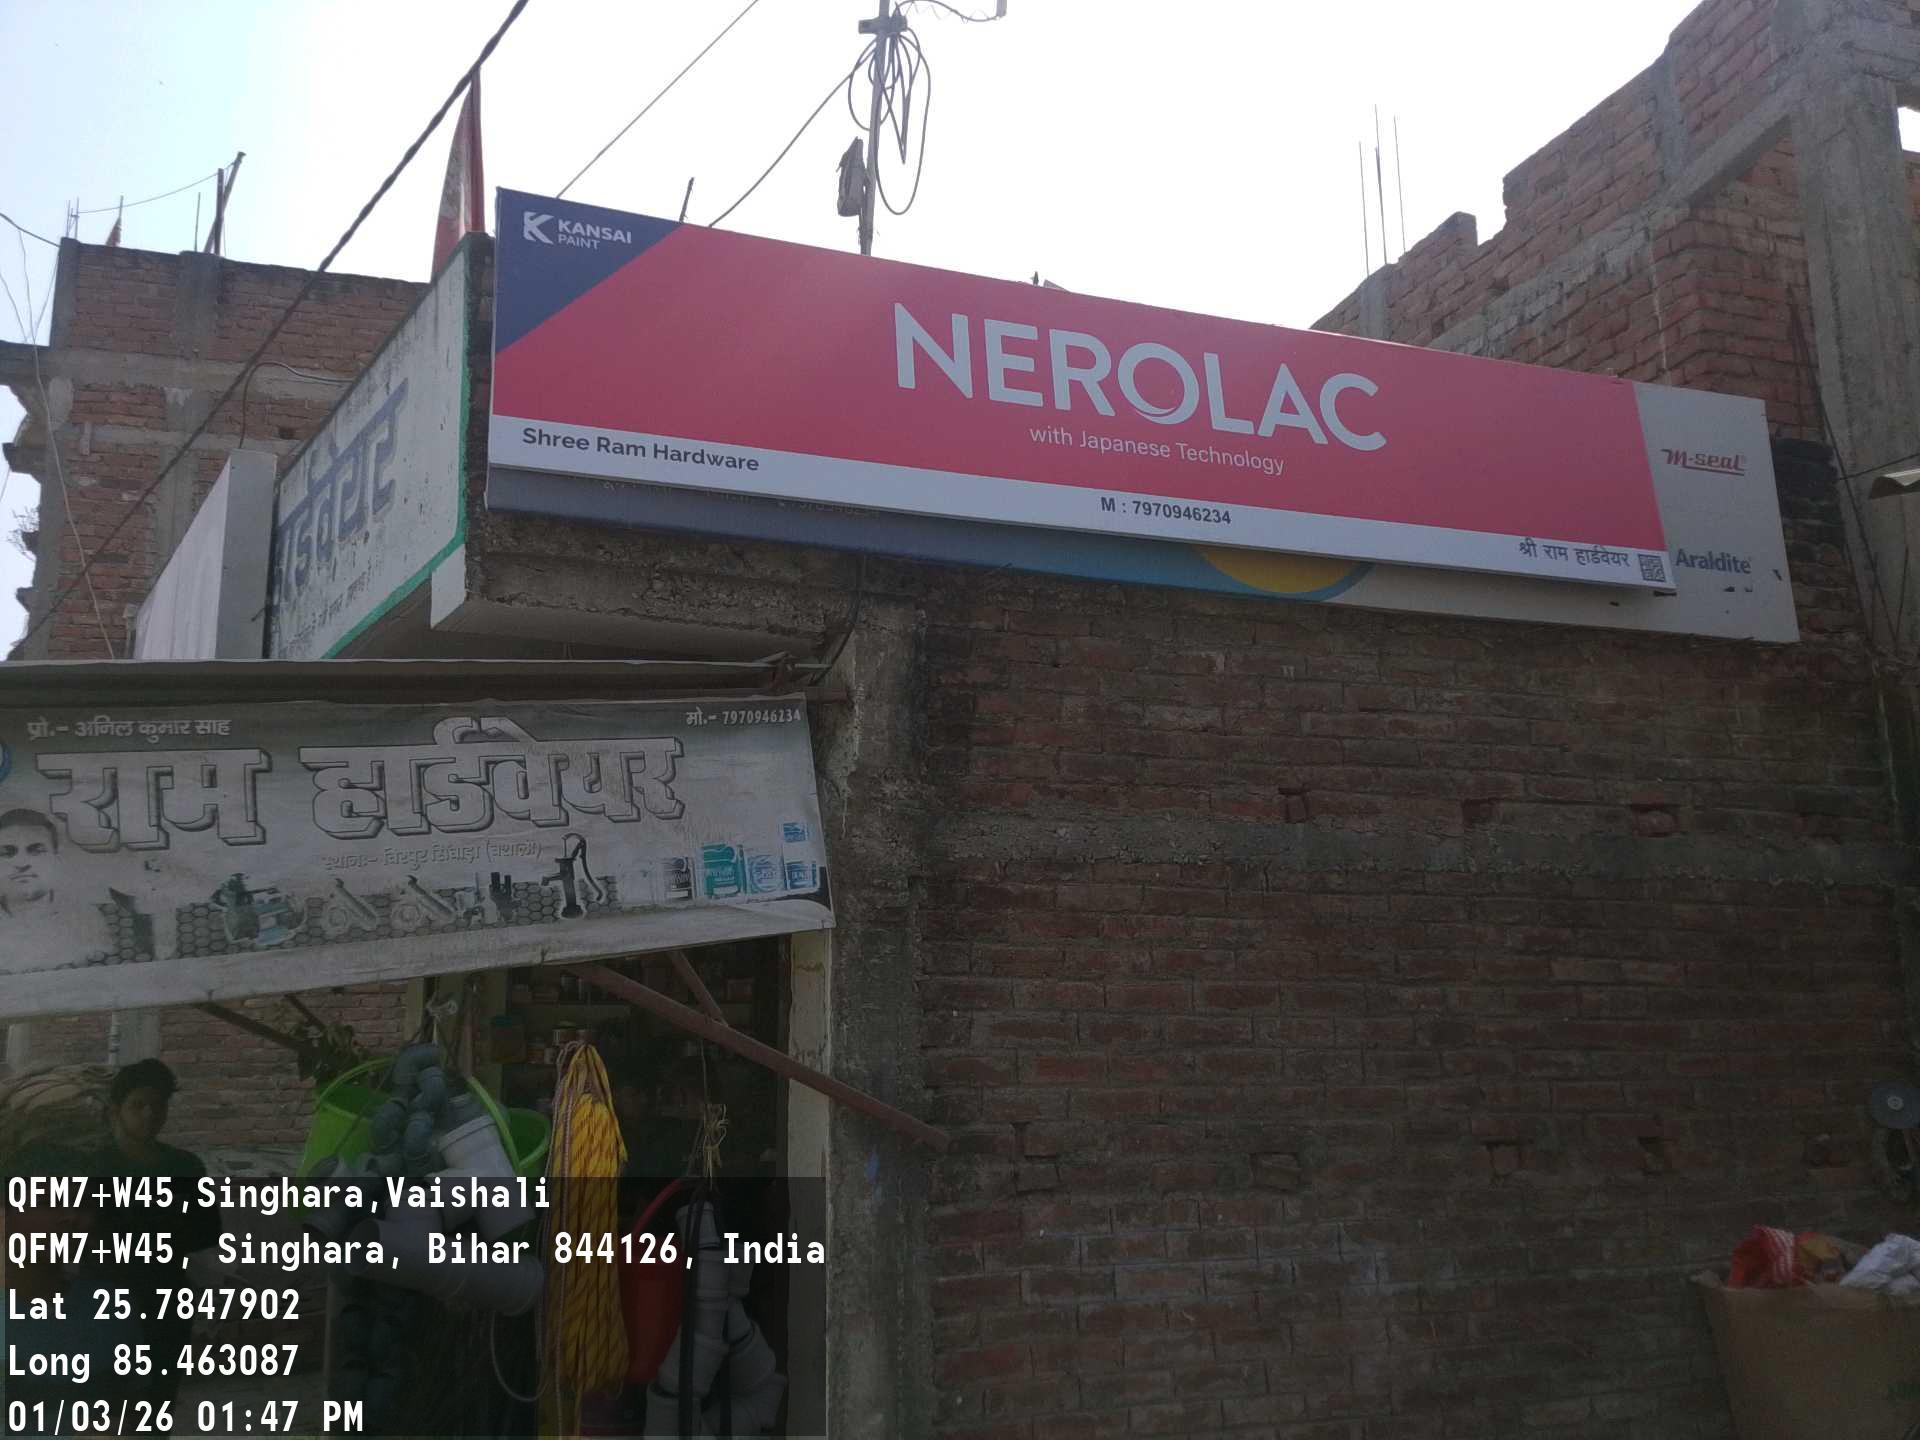 KANSAI
PAINT
NEROLAC
with Japanese Technology
Shree Ram Hardware
M : 7970946234
श्री राम हार्डवेयर
M-seal
Araldite
हार्डवेयर
प्रो.- अनिल कुमार साह
मो.- 7970946234
राम हार्डवेयर
स्थान:- विरपुर सिंघाड़ा (वैशाली)
QFM7+W45,Singhara,Vaishali
QFM7+W45, Singhara, Bihar 844126, India
Lat 25.7847902
Long 85.463087
01/03/26 01:47 PM